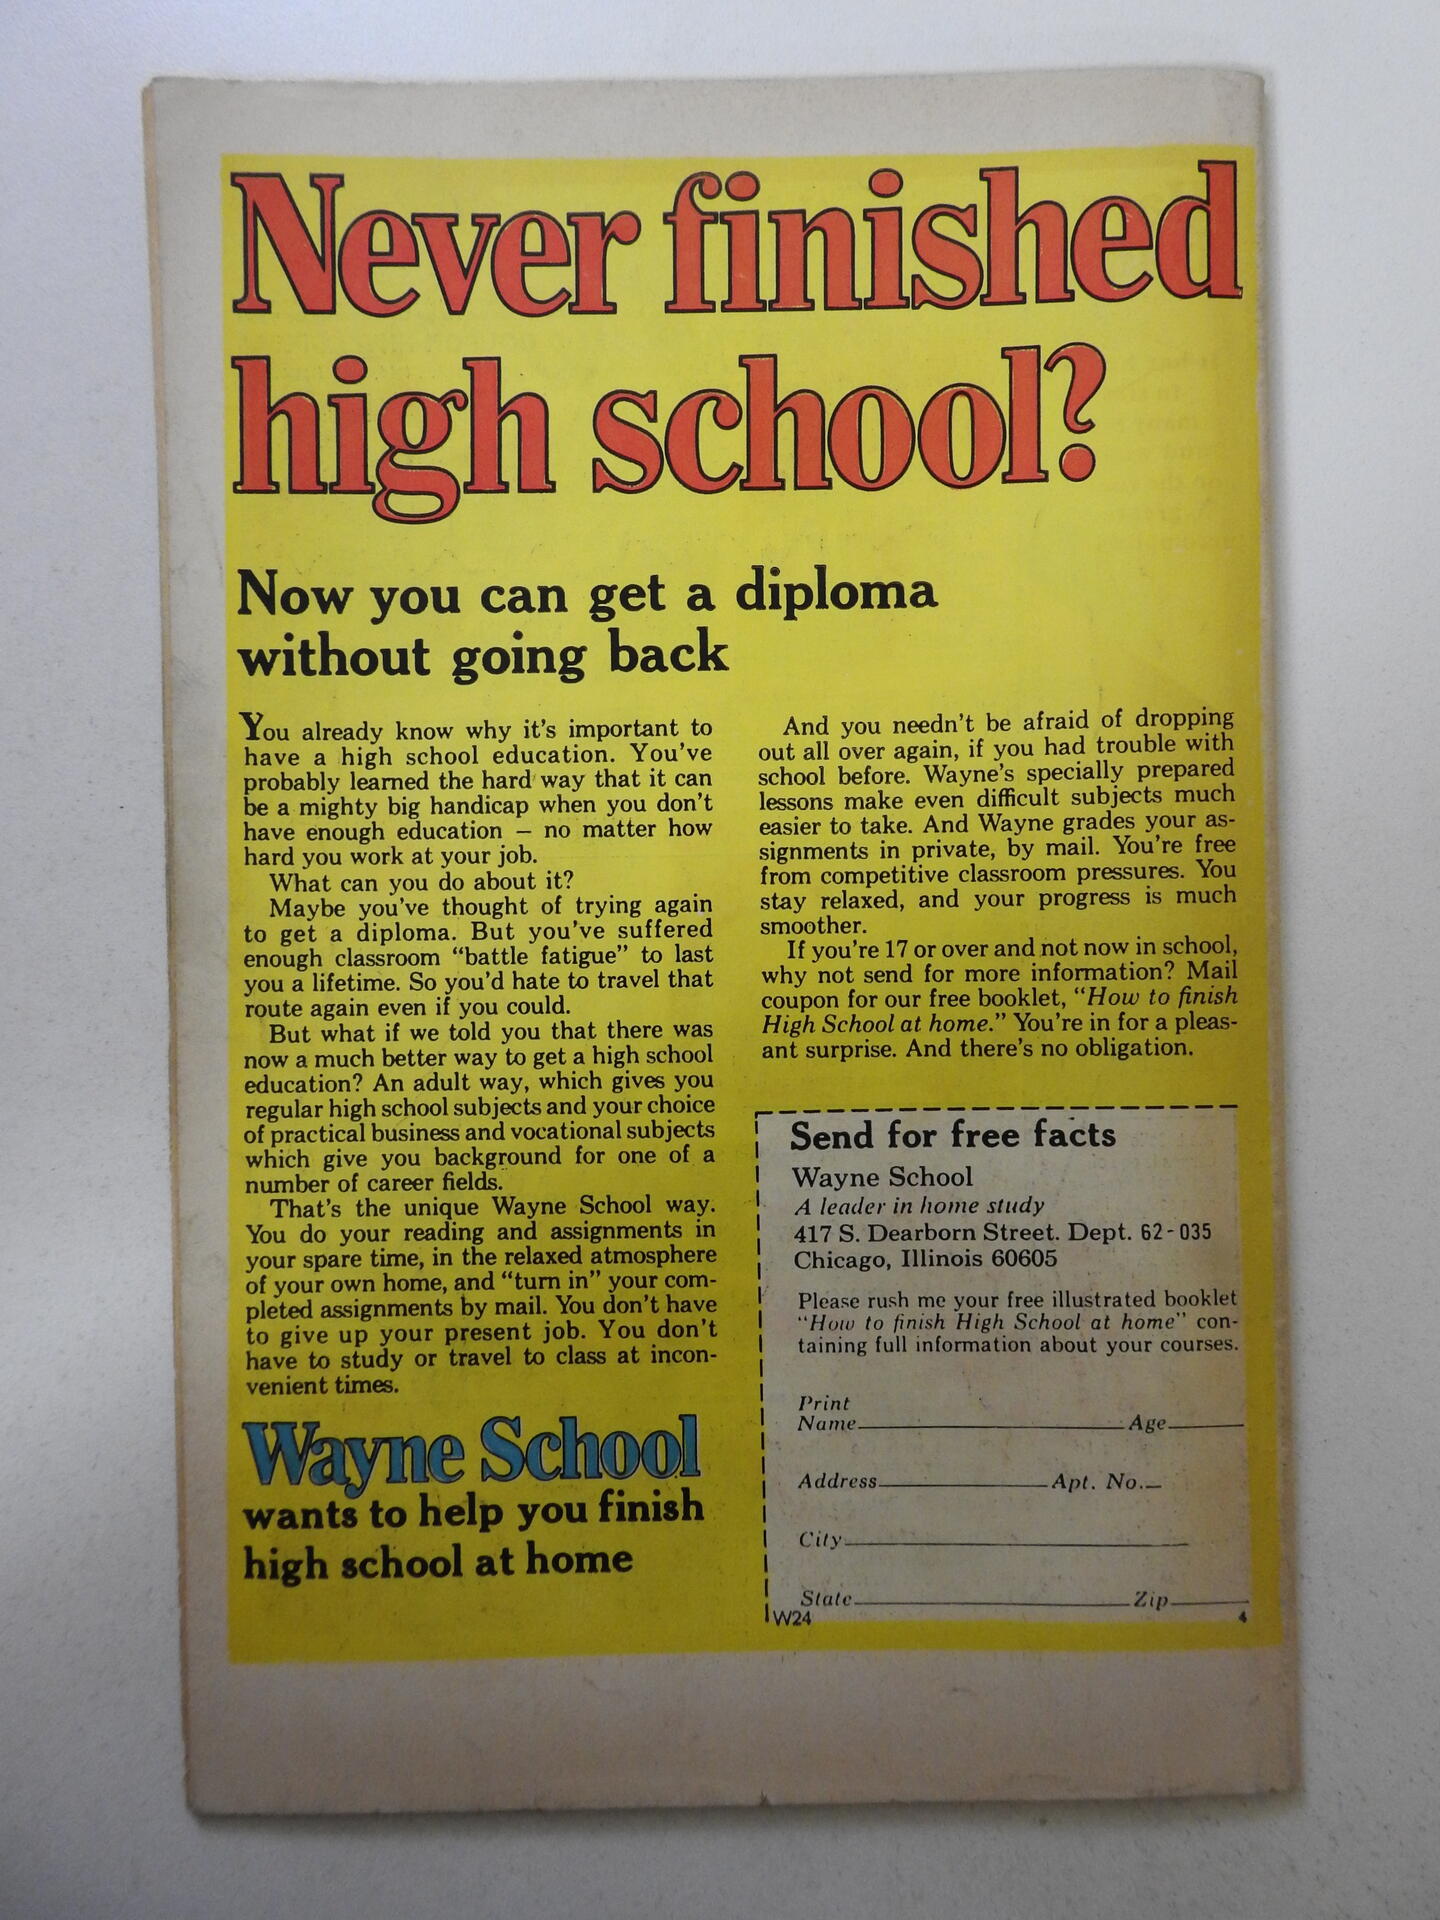 Never finished
high school?
Now you can get a diploma
without going back
You already know why it's important to
have a high school education. You've
probably learned the hard way that it can
be a mighty big handicap when you don't
have enough education – no matter how
hard you work at your job.
What can you do about it?
Maybe you've thought of trying again
to get a diploma. But you've suffered
enough classroom "battle fatigue" to last
you a lifetime. So you'd hate to travel that
route again even if you could.
But what if we told you that there was
now a much better way to get a high school
education? An adult way, which gives you
regular high school subjects and your choice
of practical business and vocational subjects
which give you background for one of a
number of career fields.
That's the unique Wayne School way.
You do your reading and assignments in
your spare time, in the relaxed atmosphere
of your own home, and "turn in" your com-
pleted assignments by mail. You don't have
to give up your present job. You don't
have to study or travel to class at incon-
venient times.
Wayne School
wants to help you finish
high school at home
And you needn't be afraid of dropping
out all over again, if you had trouble with
school before. Wayne's specially prepared
lessons make even difficult subjects much
easier to take. And Wayne grades your as-
signments in private, by mail. You're free
from competitive classroom pressures. You
stay relaxed, and your progress is much
smoother.
If you're 17 or over and not now in school,
why not send for more information? Mail
coupon for our free booklet, "How to finish
High School at home." You're in for a pleas-
ant surprise. And there's no obligation.
Send for free facts
Wayne School
A leader in home study
417 S. Dearborn Street. Dept. 62-035
Chicago, Illinois 60605
Please rush me your free illustrated booklet
"How to finish High School at home" con-
taining full information about your courses.
Print
Name Age
Address Apt. No.
City
State Zip
W24 4